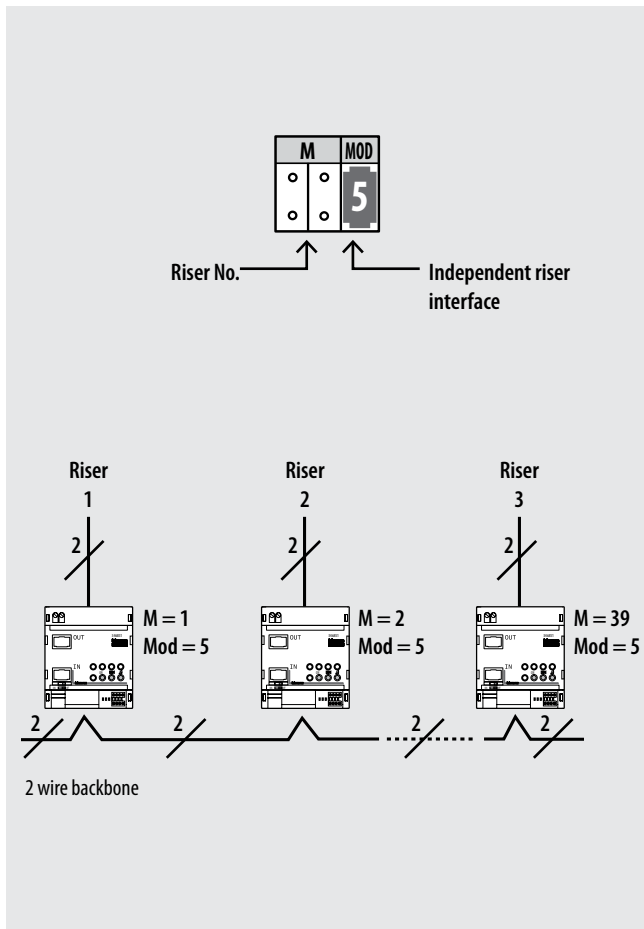 M MOD
5
Riser No.
Independent riser
interface
Riser
1
Riser
2
Riser
3
2
2
2
M = 1
Mod = 5
M = 2
Mod = 5
M = 39
Mod = 5
OUT
OUT
OUT
IN
IN
IN
2
2
2
2
2 wire backbone